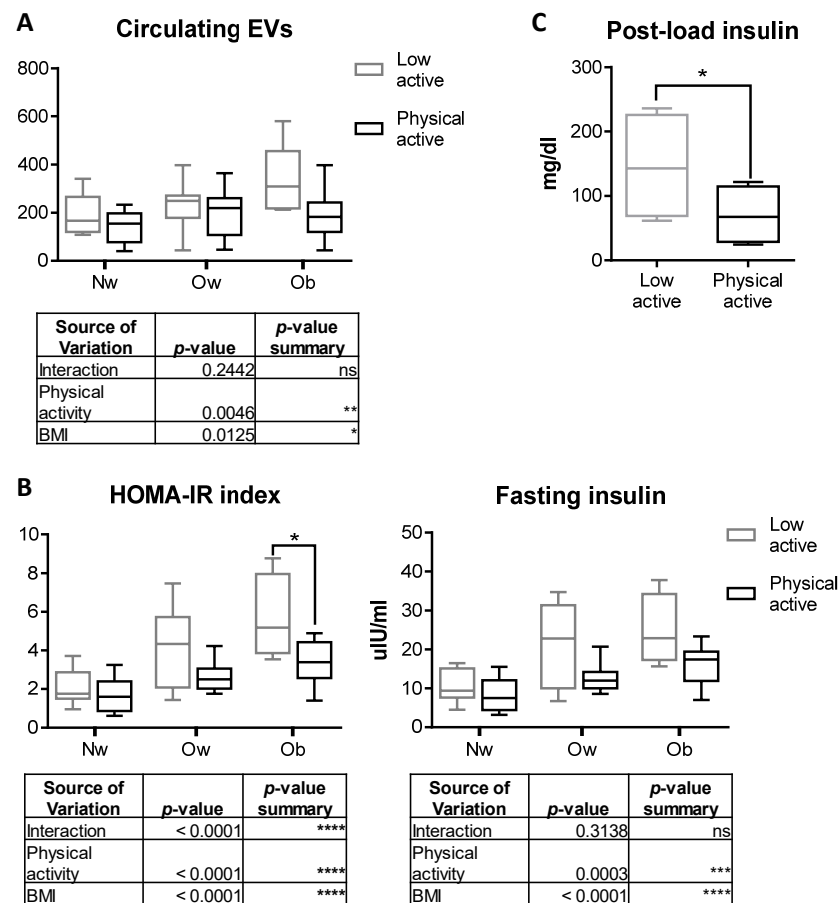 A
Circulating EVs
800
600
400
200
0
Nw Ow Ob
Low
active
Physical
active
Source of
Variation p-value p-value
summary
Interaction 0.2442 ns
Physical
activity 0.0046 **
BMI 0.0125 *
C
Post-load insulin
mg/dl
300
*
200
100
0
Low
active
Physical
active
B
HOMA-IR index
10
*
8
6
4
2
0
Nw Ow Ob
Source of
Variation p-value p-value
summary
Interaction < 0.0001 ****
Physical
activity < 0.0001 ****
BMI < 0.0001 ****
Fasting insulin
uIU/ml
50
40
30
20
10
0
Nw Ow Ob
Low
active
Physical
active
Source of
Variation p-value p-value
summary
Interaction 0.3138 ns
Physical
activity 0.0003 ***
BMI < 0.0001 ****